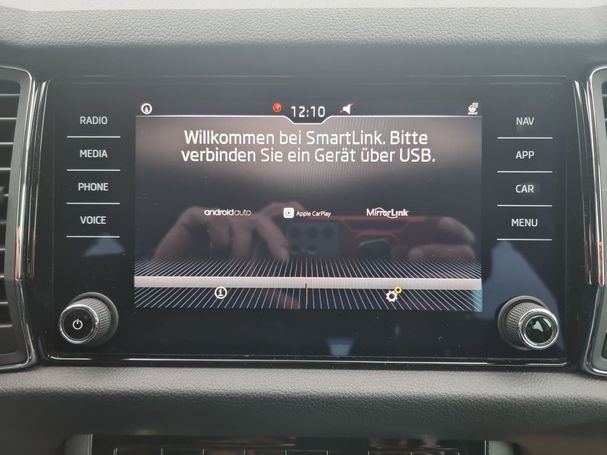 12:10
RADIO
MEDIA
PHONE
VOICE
Willkommen bei SmartLink. Bitte
verbinden Sie ein Gerät über USB.
androidauto
Apple CarPlay
MirrorLink
NAV
APP
CAR
MENU